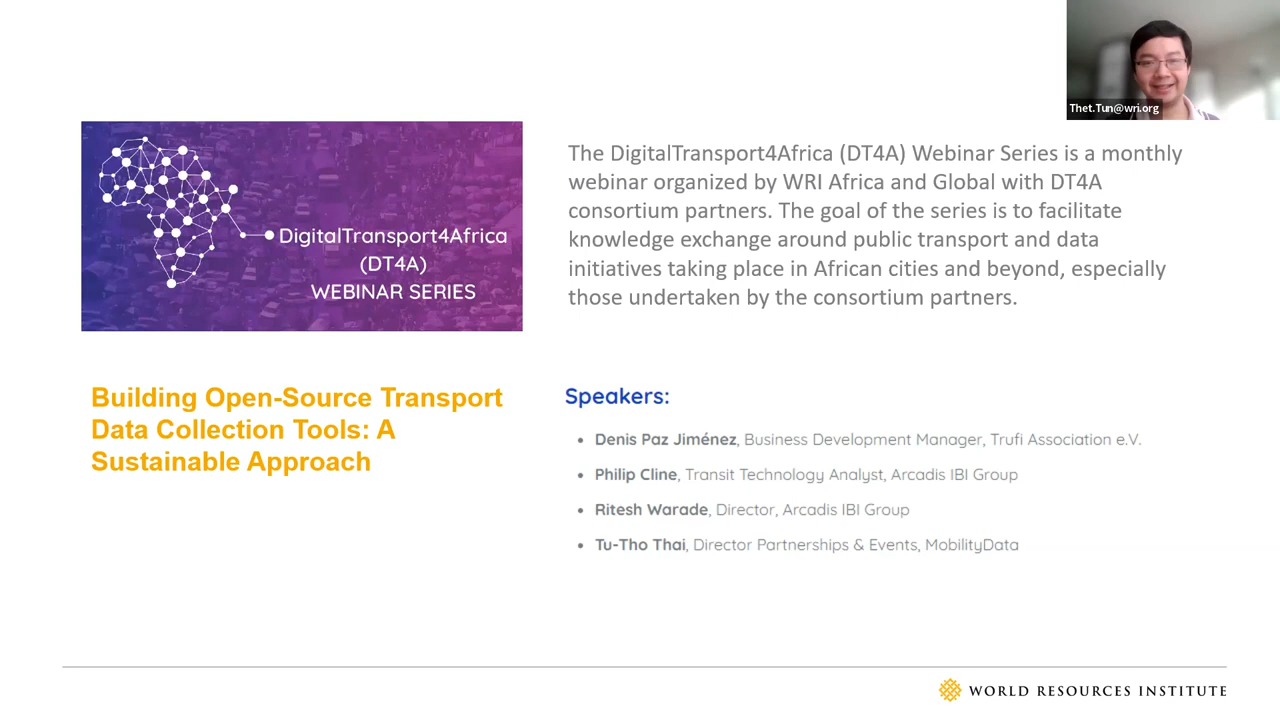 Thet.Tun@wri.org
DigitalTransport4Africa
(DT4A)
WEBINAR SERIES
The DigitalTransport4Africa (DT4A) Webinar Series is a monthly
webinar organized by WRI Africa and Global with DT4A
consortium partners. The goal of the series is to facilitate
knowledge exchange around public transport and data
initiatives taking place in African cities and beyond, especially
those undertaken by the consortium partners.
Building Open-Source Transport
Data Collection Tools: A
Sustainable Approach
Speakers:
• Denis Paz Jiménez, Business Development Manager, Trufi Association e.V.
• Philip Cline, Transit Technology Analyst, Arcadis IBI Group
• Ritesh Warade, Director, Arcadis IBI Group
• Tu-Tho Thai, Director Partnerships & Events, MobilityData
WORLD RESOURCES INSTITUTE